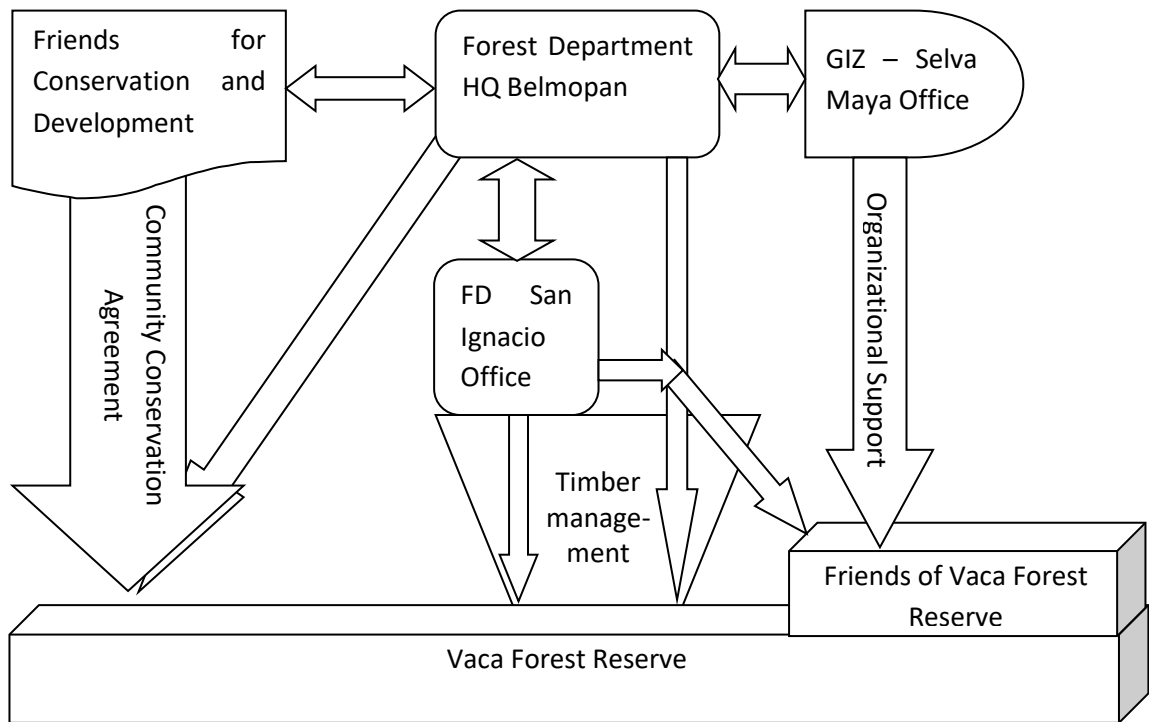 Friends for
Conservation and
Development
Forest Department
HQ Belmopan
GIZ – Selva
Maya Office
Community Conservation
Agreement
FD San
Ignacio
Office
Organizational Support
Timber
manage-
ment
Friends of Vaca Forest
Reserve
Vaca Forest Reserve